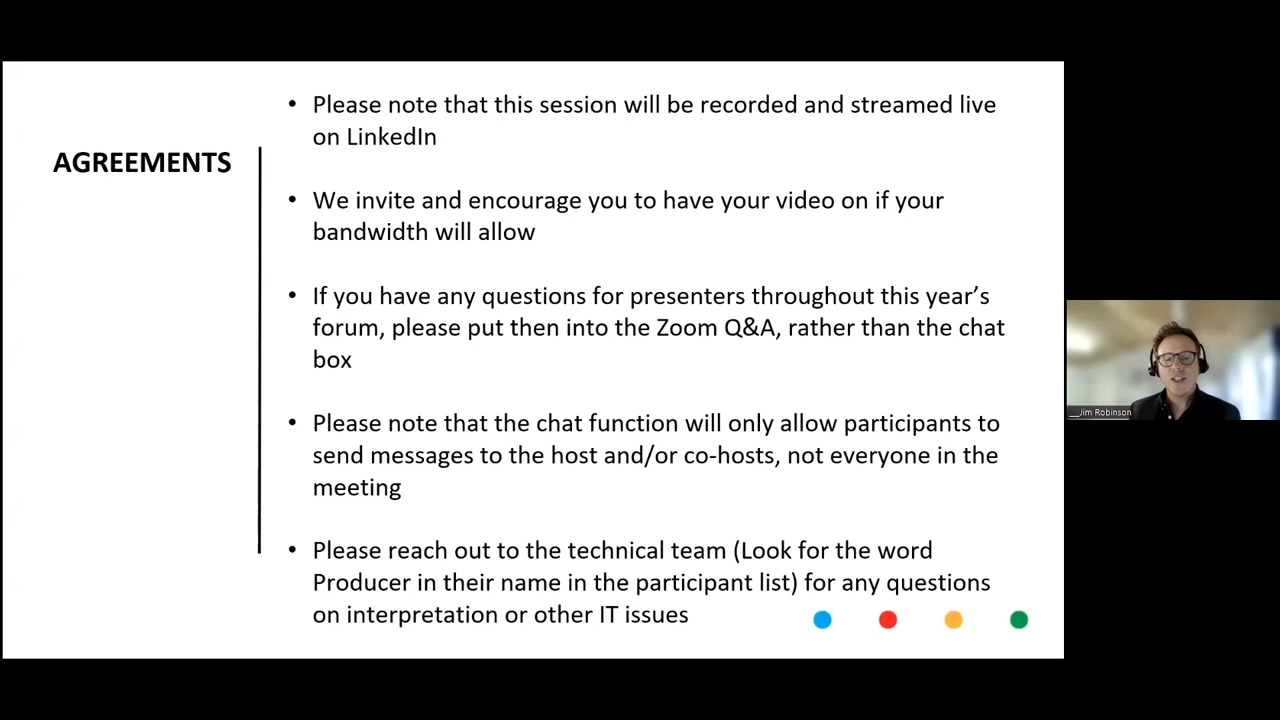 AGREEMENTS
• Please note that this session will be recorded and streamed live
on LinkedIn
• We invite and encourage you to have your video on if your
bandwidth will allow
• If you have any questions for presenters throughout this year’s
forum, please put then into the Zoom Q&A, rather than the chat
box
• Please note that the chat function will only allow participants to
send messages to the host and/or co-hosts, not everyone in the
meeting
• Please reach out to the technical team (Look for the word
Producer in their name in the participant list) for any questions
on interpretation or other IT issues
__Jim Robinson